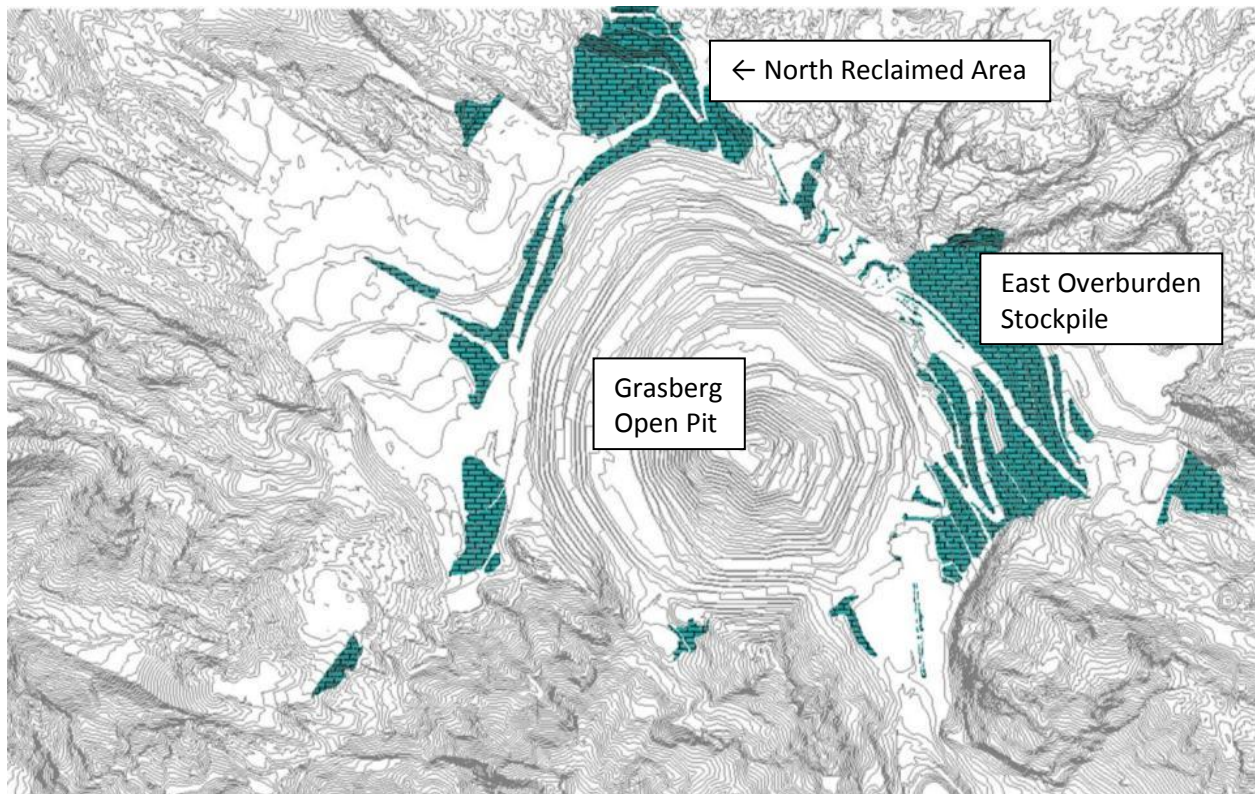 ← North Reclaimed Area
East Overburden
Stockpile
Grasberg
Open Pit